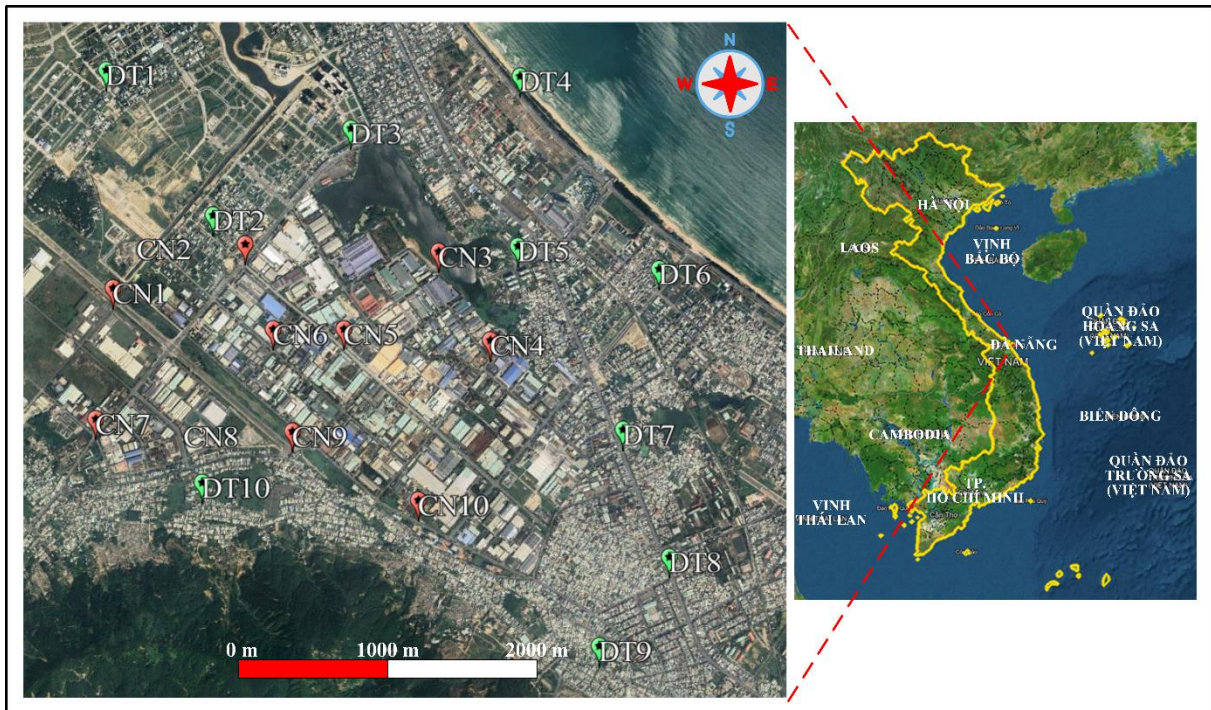 DT1
DT4
DT3
DT2
CN2
CN3
DT5
DT6
CN1
CN6
CN5
CN4
CN7
CN8
CN9
DT7
DT10
CN10
DT8
DT9
0 m
1000 m
2000 m
N
W
E
S
HÀ NỘI
LAOS
VỊNH
BẮC BỘ
QUẦN ĐẢO
HOÀNG SA
(VIỆT NAM)
ĐÀ NẴNG
VIỆT NAM
THAILAND
BIỂN ĐÔNG
CAMBODIA
QUẦN ĐẢO
TRƯỜNG SA
(VIỆT NAM)
TP.
HỒ CHÍ MINH
VỊNH
THÁI LAN
Cần Thơ